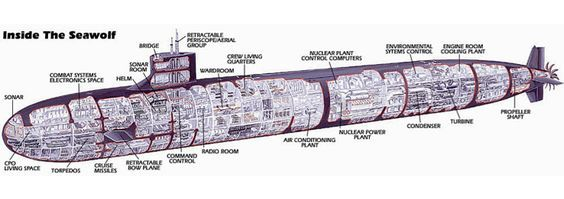 Inside The Seawolf
RETRACTABLE
PERISCOPE/AERIAL
GROUP
BRIDGE
SONAR
ROOM
HELM
COMBAT SYSTEMS
ELECTRONICS SPACE
SONAR
CREW LIVING
QUARTERS
WARDROOM
NUCLEAR PLANT
CONTROL COMPUTERS
ENVIRONMENTAL
SYTEMS CONTROL
ENGINE ROOM
COOLING PLANT
CPO
LIVING SPACE
TORPEDOS
CRUISE
MISSILES
RETRACTABLE
BOW PLANE
COMMAND
CONTROL
RADIO ROOM
AIR CONDITIONING
PLANT
NUCLEAR POWER
PLANT
CONDENSER
TURBINE
PROPELLER
SHAFT